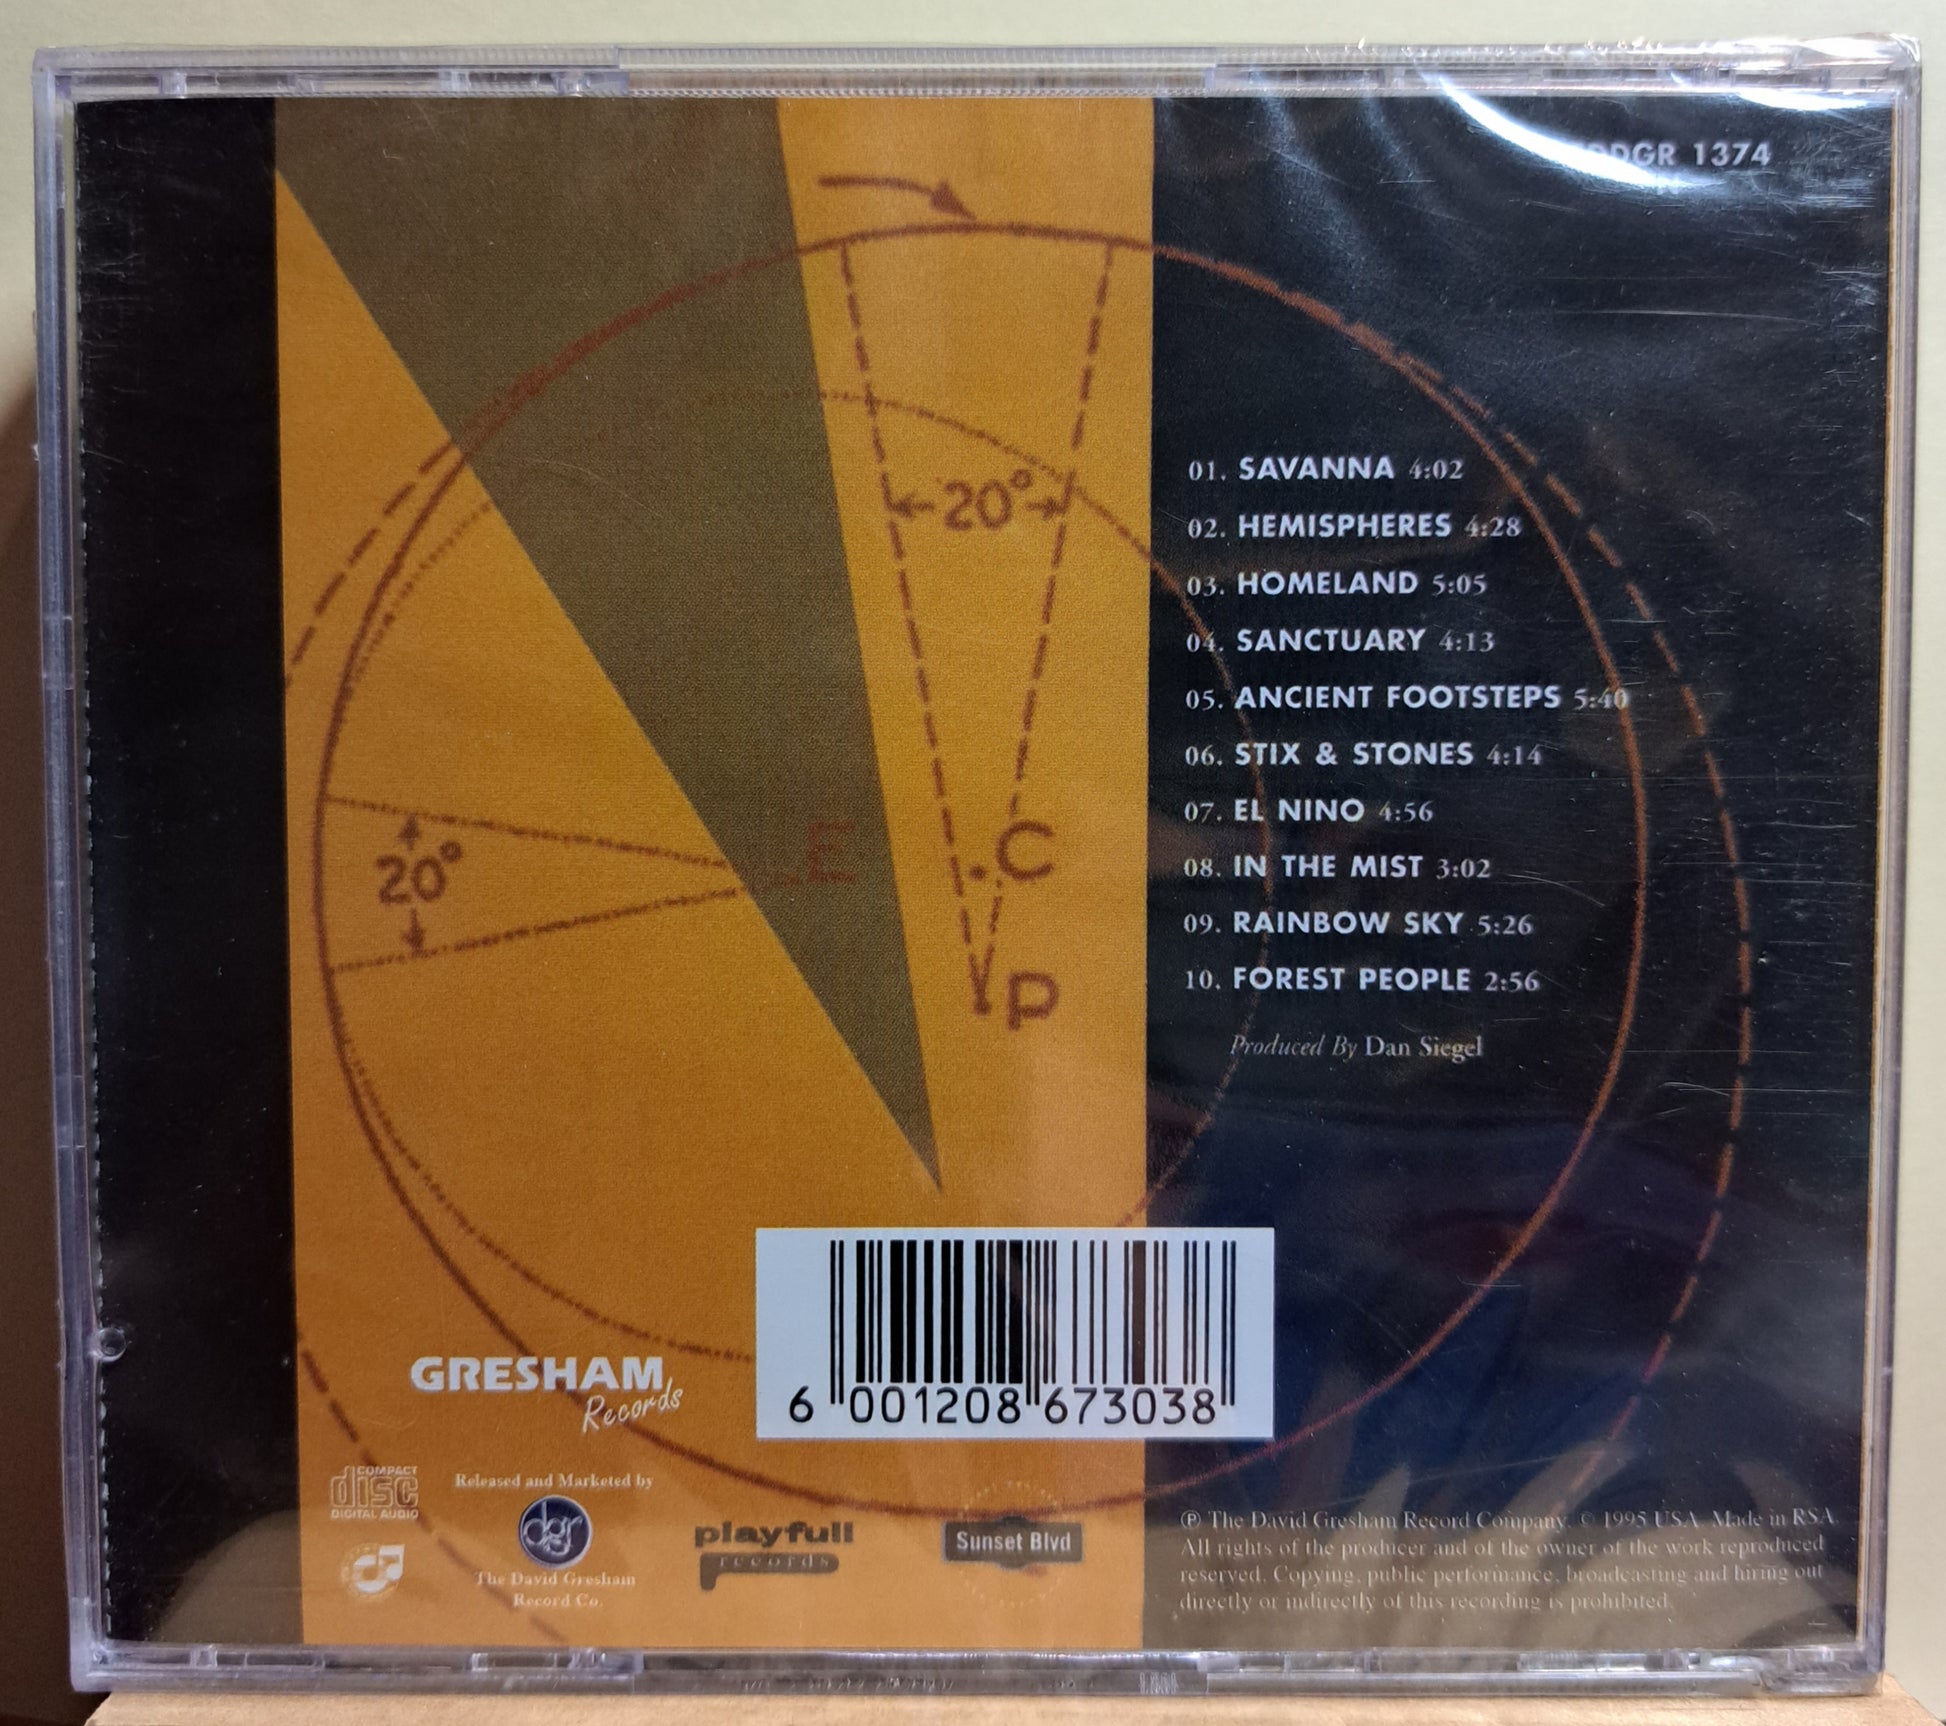 1374
01. SAVANNA 4:02
02. HEMISPHERES 4:28
03. HOMELAND 5:05
04. SANCTUARY 4:13
05. ANCIENT FOOTSTEPS 5:40
06. STIX & STONES 4:14
07. EL NINO 4:56
08. IN THE MIST 3:02
09. RAINBOW SKY 5:26
10. FOREST PEOPLE 2:56
Produced By Dan Siegel
20°
20°
E
C
P
6 001208 673038
GRESHAM
Records
COMPACT
disc
DIGITAL AUDIO
Released and Marketed by
dgr
The David Gresham
Record Co.
playfull
records
Sunset Blvd
℗ The David Gresham Record Company. © 1995 USA. Made in RSA.
All rights of the producer and of the owner of the work reproduced
reserved. Copying, public performance, broadcasting and hiring out
directly or indirectly of this recording is prohibited.